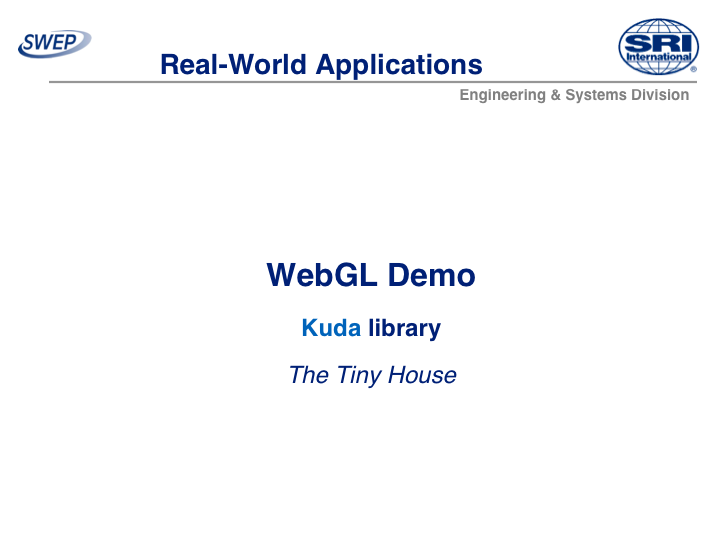 SWEP
Real-World Applications
SRI
International
®
Engineering & Systems Division
WebGL Demo
Kuda library
The Tiny House